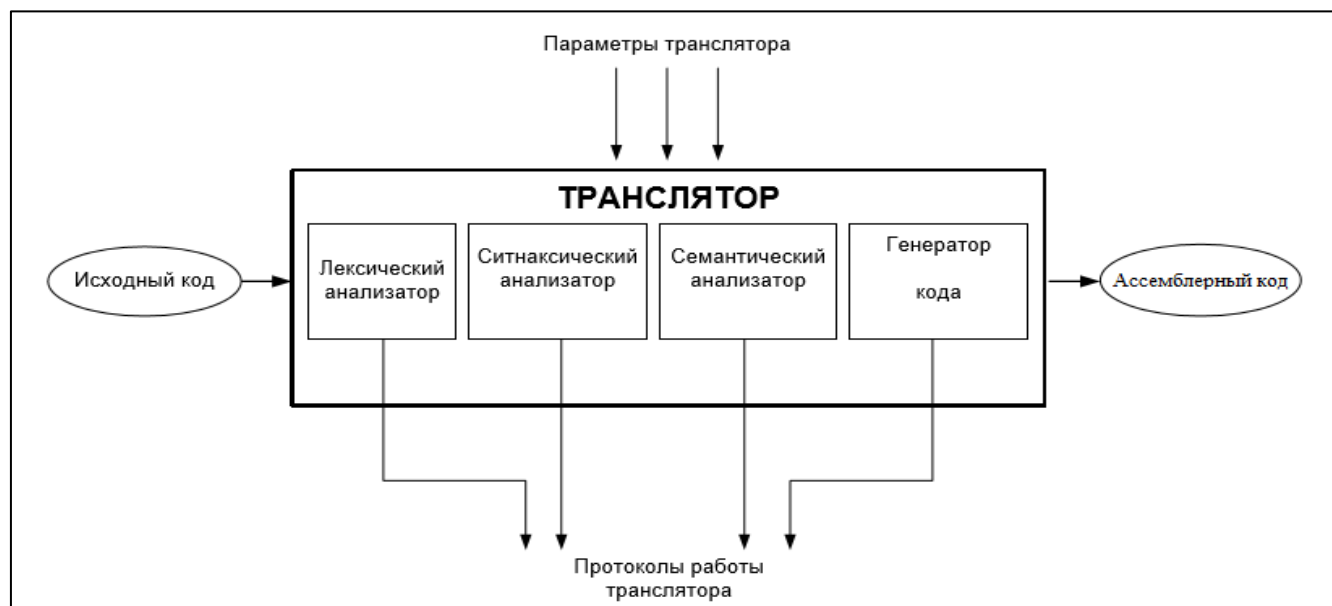 Параметры транслятора
ТРАНСЛЯТОР
Исходный код
Лексический
анализатор
Ситнаксический
анализатор
Семантический
анализатор
Генератор
кода
Ассемблерный код
Протоколы работы
транслятора